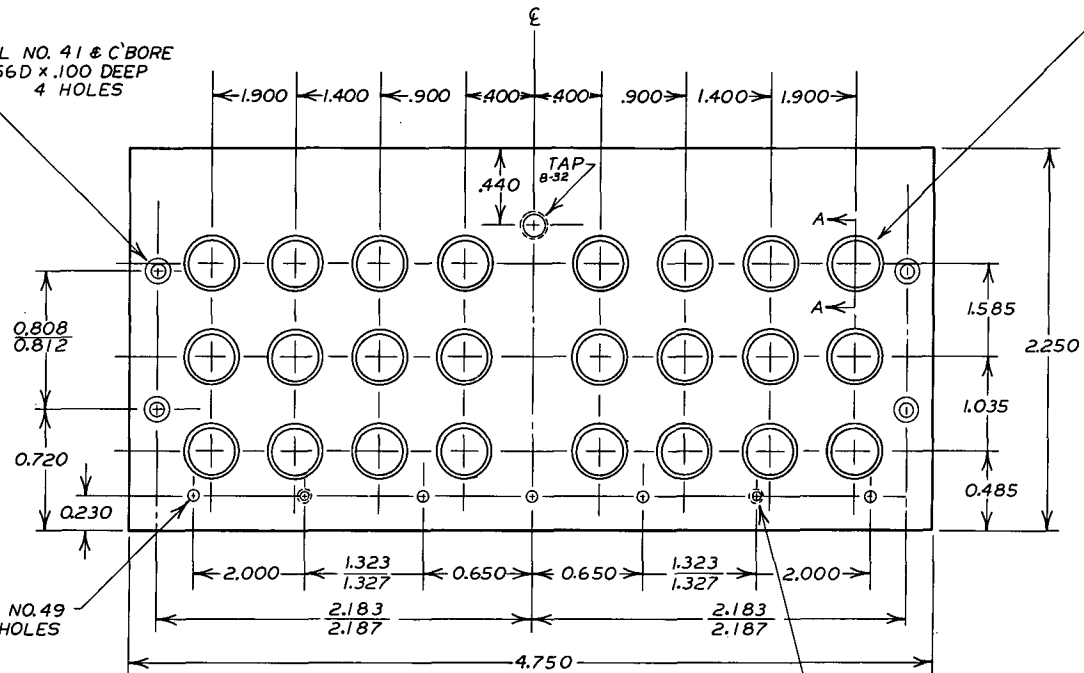 ℄
L NO. 41 & C'BORE
56D x .100 DEEP
4 HOLES
1.900 1.400 .900 .400 .400 .900 1.400 1.900
.440
TAP
8-32
A
A
0.808
0.812
1.585
2.250
1.035
0.720
0.485
0.230
2.000 1.323 0.650 0.650 1.323 2.000
1.327 1.327
NO. 49
HOLES
2.183 2.183
2.187 2.187
4.750